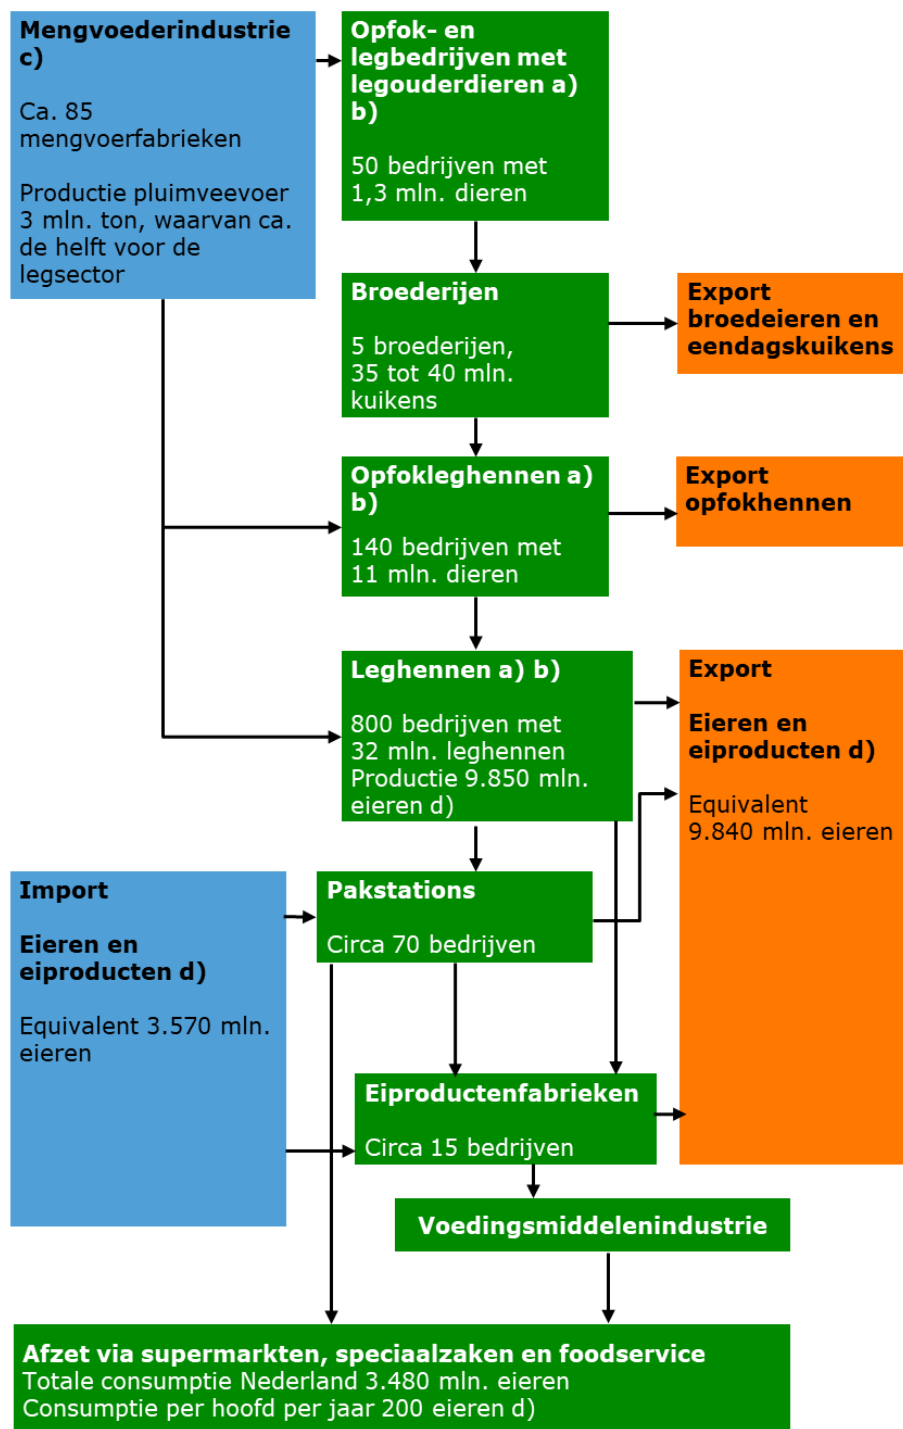 Mengvoederindustrie
c)
Ca. 85
mengvoerfabrieken
Productie pluimveevoer
3 mln. ton, waarvan ca.
de helft voor de
legsector
Opfok- en
legbedrijven met
legouderdieren a)
b)
50 bedrijven met
1,3 mln. dieren
Broederijen
5 broederijen,
35 tot 40 mln.
kuikens
Export
broedeieren en
eendagskuikens
Opfokleghennen a)
b)
140 bedrijven met
11 mln. dieren
Export
opfokhennen
Leghennen a) b)
800 bedrijven met
32 mln. leghennen
Productie 9.850 mln.
eieren d)
Export
Eieren en
eiproducten d)
Equivalent
9.840 mln. eieren
Import
Eieren en
eiproducten d)
Equivalent 3.570 mln.
eieren
Pakstations
Circa 70 bedrijven
Eiproductenfabrieken
Circa 15 bedrijven
Voedingsmiddelenindustrie
Afzet via supermarkten, speciaalzaken en foodservice
Totale consumptie Nederland 3.480 mln. eieren
Consumptie per hoofd per jaar 200 eieren d)